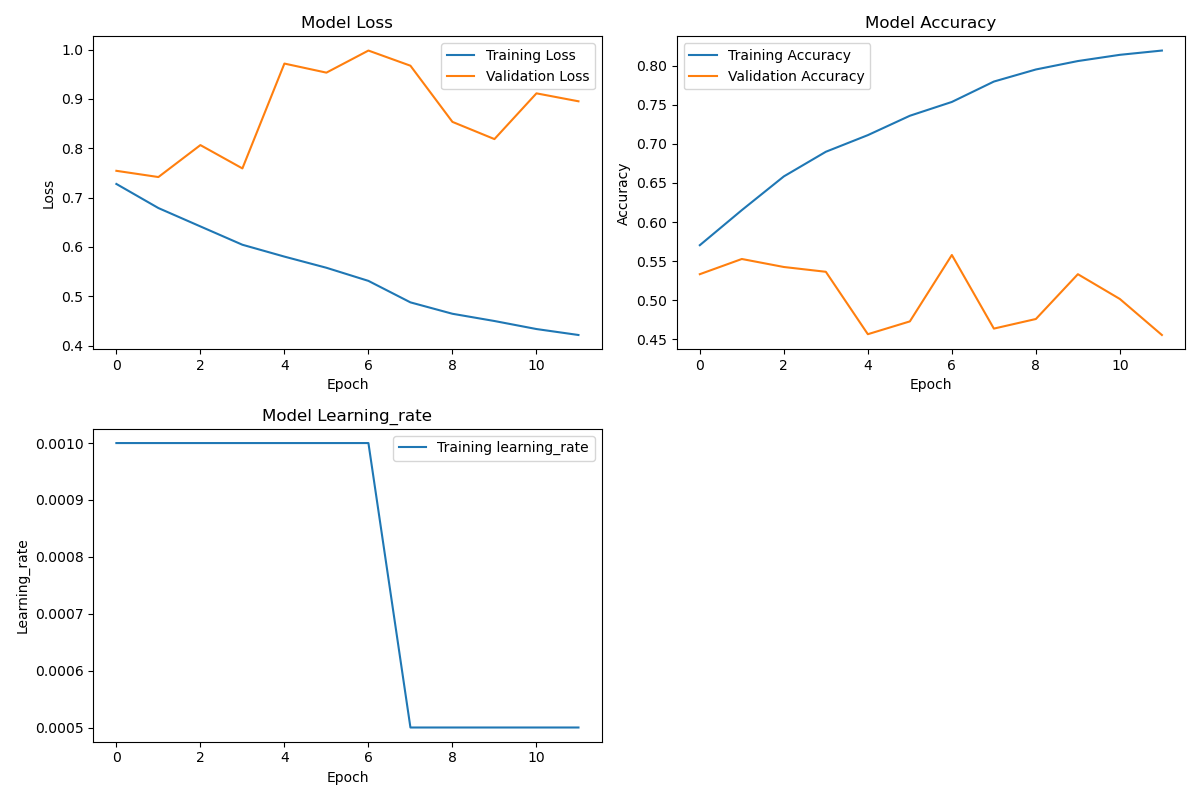 Model Loss
1.0
0.9
0.8
0.7
0.6
0.5
0.4
Loss
Training Loss
Validation Loss
0 2 4 6 8 10
Epoch
Model Accuracy
0.80
0.75
0.70
0.65
0.60
0.55
0.50
0.45
Accuracy
Training Accuracy
Validation Accuracy
0 2 4 6 8 10
Epoch
Model Learning_rate
0.0010
0.0009
0.0008
0.0007
0.0006
0.0005
Learning_rate
Training learning_rate
0 2 4 6 8 10
Epoch